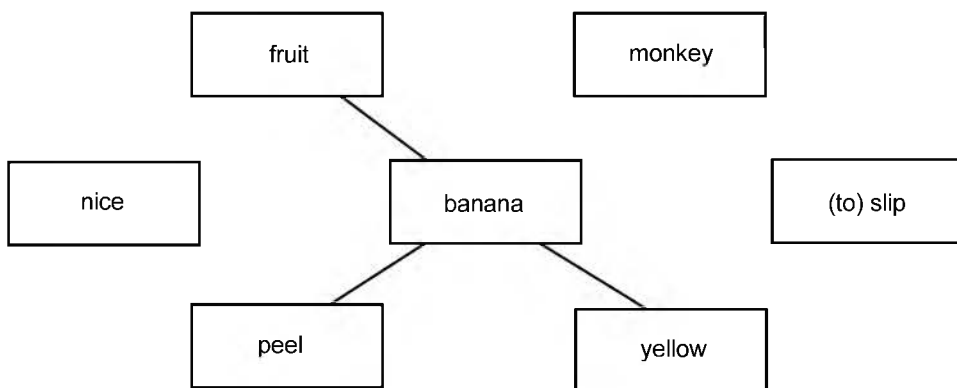 fruit
monkey
nice
banana
(to) slip
peel
yellow